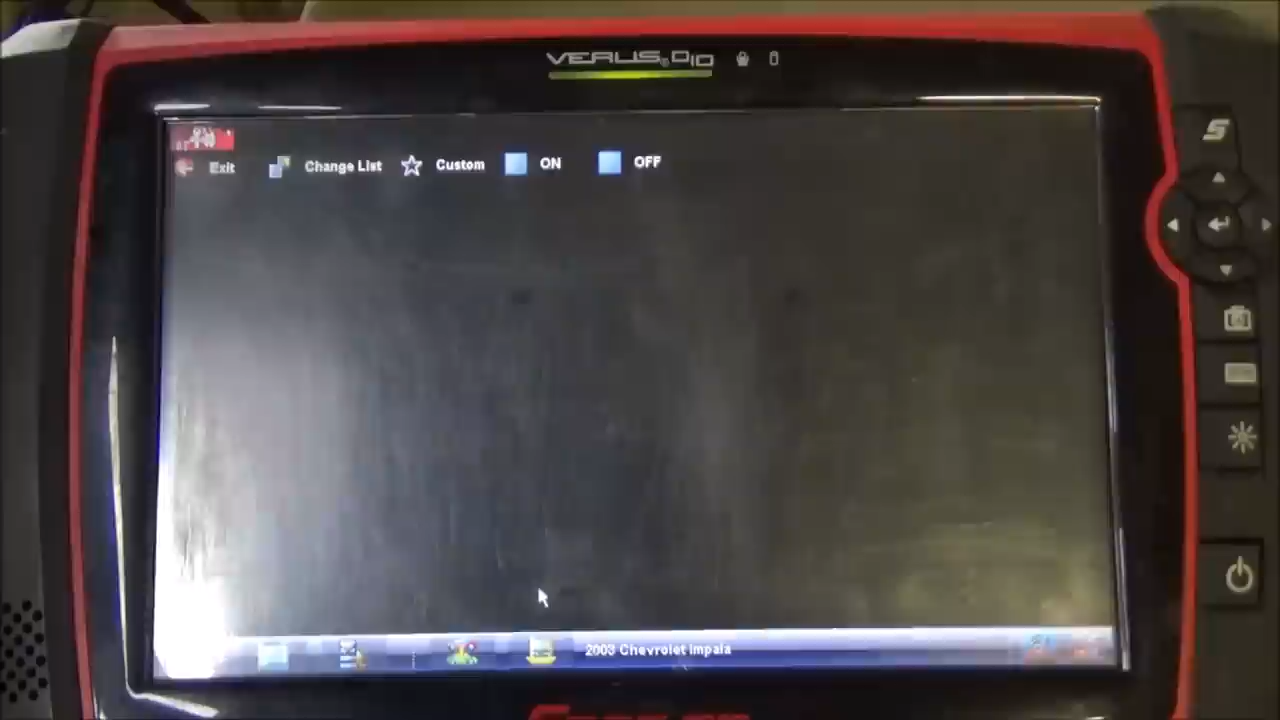 VERUS D10
Exit Change List Custom ON OFF
2003 Chevrolet Impala